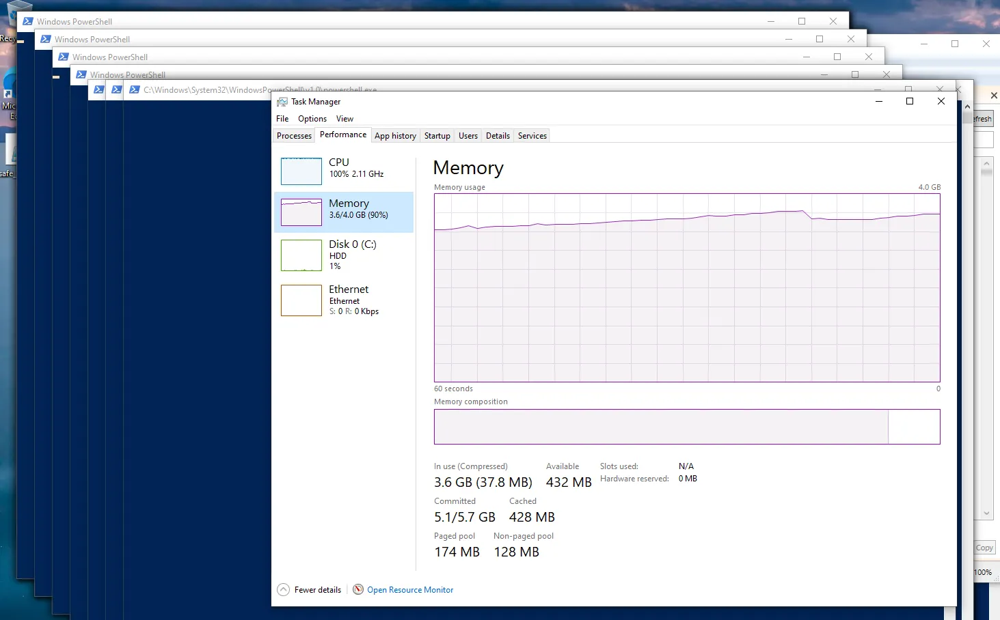 Windows PowerShell
Recy
Windows PowerShell
Windows PowerShell
Windows PowerShell
C:\Windows\System32\WindowsPowerShell\v1.0\powershell.exe
Mic
Ed
safe_
Task Manager
File Options View
Processes Performance App history Startup Users Details Services
CPU
100% 2.11 GHz
Memory
3.6/4.0 GB (90%)
Disk 0 (C:)
HDD
1%
Ethernet
Ethernet
S: 0 R: 0 Kbps
Memory
Memory usage 4.0 GB
60 seconds 0
Memory composition
In use (Compressed) Available Slots used: N/A
3.6 GB (37.8 MB) 432 MB Hardware reserved: 0 MB
Committed Cached
5.1/5.7 GB 428 MB
Paged pool Non-paged pool
174 MB 128 MB
Fewer details Open Resource Monitor
efresh
Copy
100%